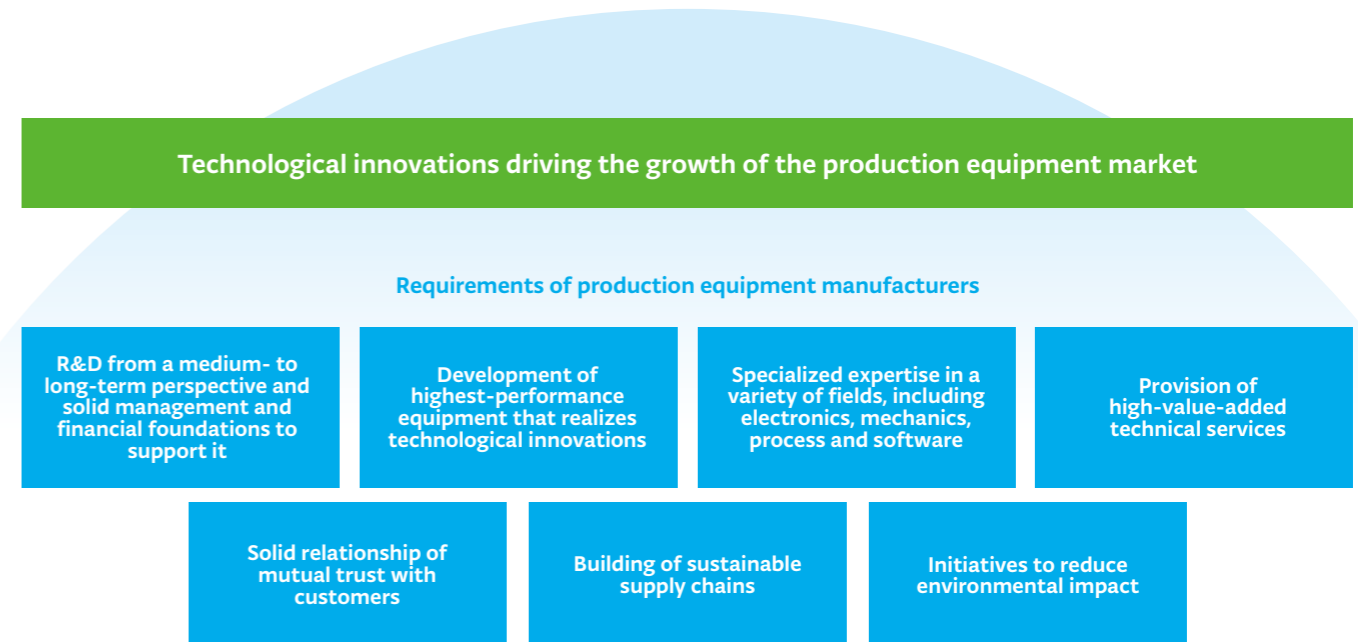 Technological innovations driving the growth of the production equipment market
Requirements of production equipment manufacturers
R&D from a medium- to
long-term perspective and
solid management and
financial foundations to
support it
Development of
highest-performance
equipment that realizes
technological innovations
Specialized expertise in a
variety of fields, including
electronics, mechanics,
process and software
Provision of
high-value-added
technical services
Solid relationship of
mutual trust with
customers
Building of sustainable
supply chains
Initiatives to reduce
environmental impact